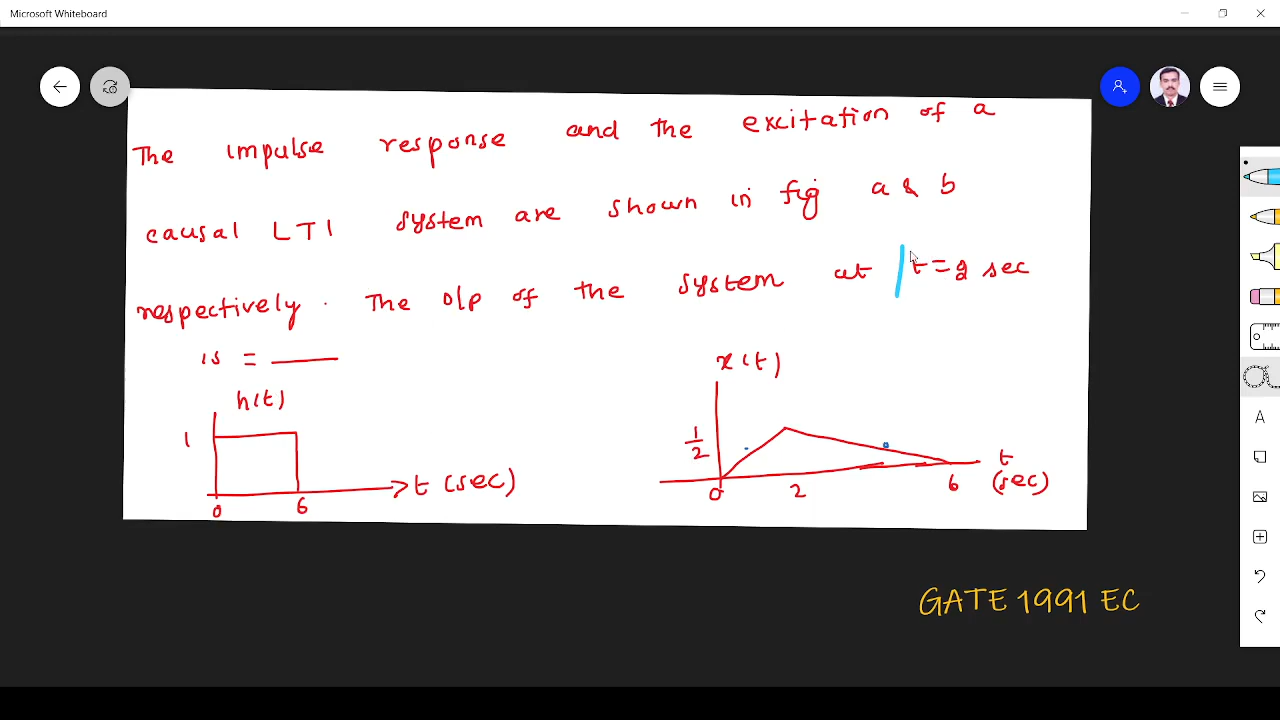 Microsoft Whiteboard
The impulse response and the excitation of a
causal LTI system are shown in fig a & b
respectively. The o/p of the system at t = 2 sec
is = ____
h(t)
1
0 6
t (sec)
x(t)
1/2
0 2 6
t
(sec)
GATE 1991 EC
A